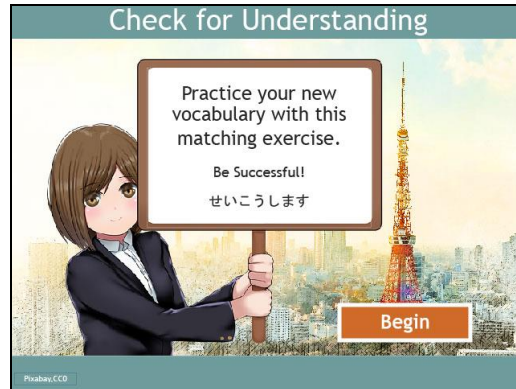 Check for Understanding
Practice your new
vocabulary with this
matching exercise.
Be Successful!
せいこうします
Begin
Pixabay,CC0